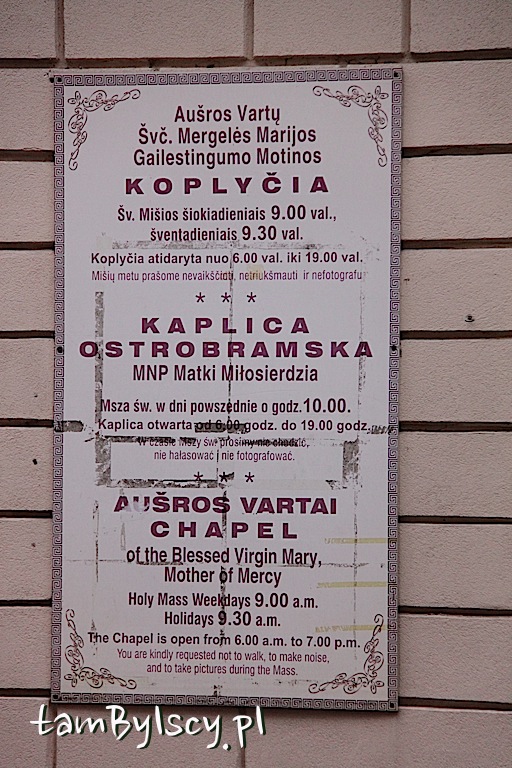 Aušros Vartų
Švč. Mergelės Marijos
Gailestingumo Motinos
KOPLYČIA
Šv. Mišios šiokiadieniais 9.00 val.,
šventadieniais 9.30 val.
Koplyčia atidaryta nuo 6.00 val. iki 19.00 val.
Mišių metu prašome nevaikščioti, netriukšmauti ir nefotografu
* * *
KAPLICA
OSTROBRAMSKA
MNP Matki Miłosierdzia
Msza św. w dni powszednie o godz. 10.00.
Kaplica otwarta od 6.00 godz. do 19.00 godz.
W czasie Mszy św. prosimy nie chodzić,
nie hałasować i nie fotografować.
* * *
AUŠROS VARTAI
CHAPEL
of the Blessed Virgin Mary,
Mother of Mercy
Holy Mass Weekdays 9.00 a.m.
Holidays 9.30 a.m.
The Chapel is open from 6.00 a.m. to 7.00 p.m.
You are kindly requested not to walk, to make noise,
and to take pictures during the Mass.
tamBylscy.pl